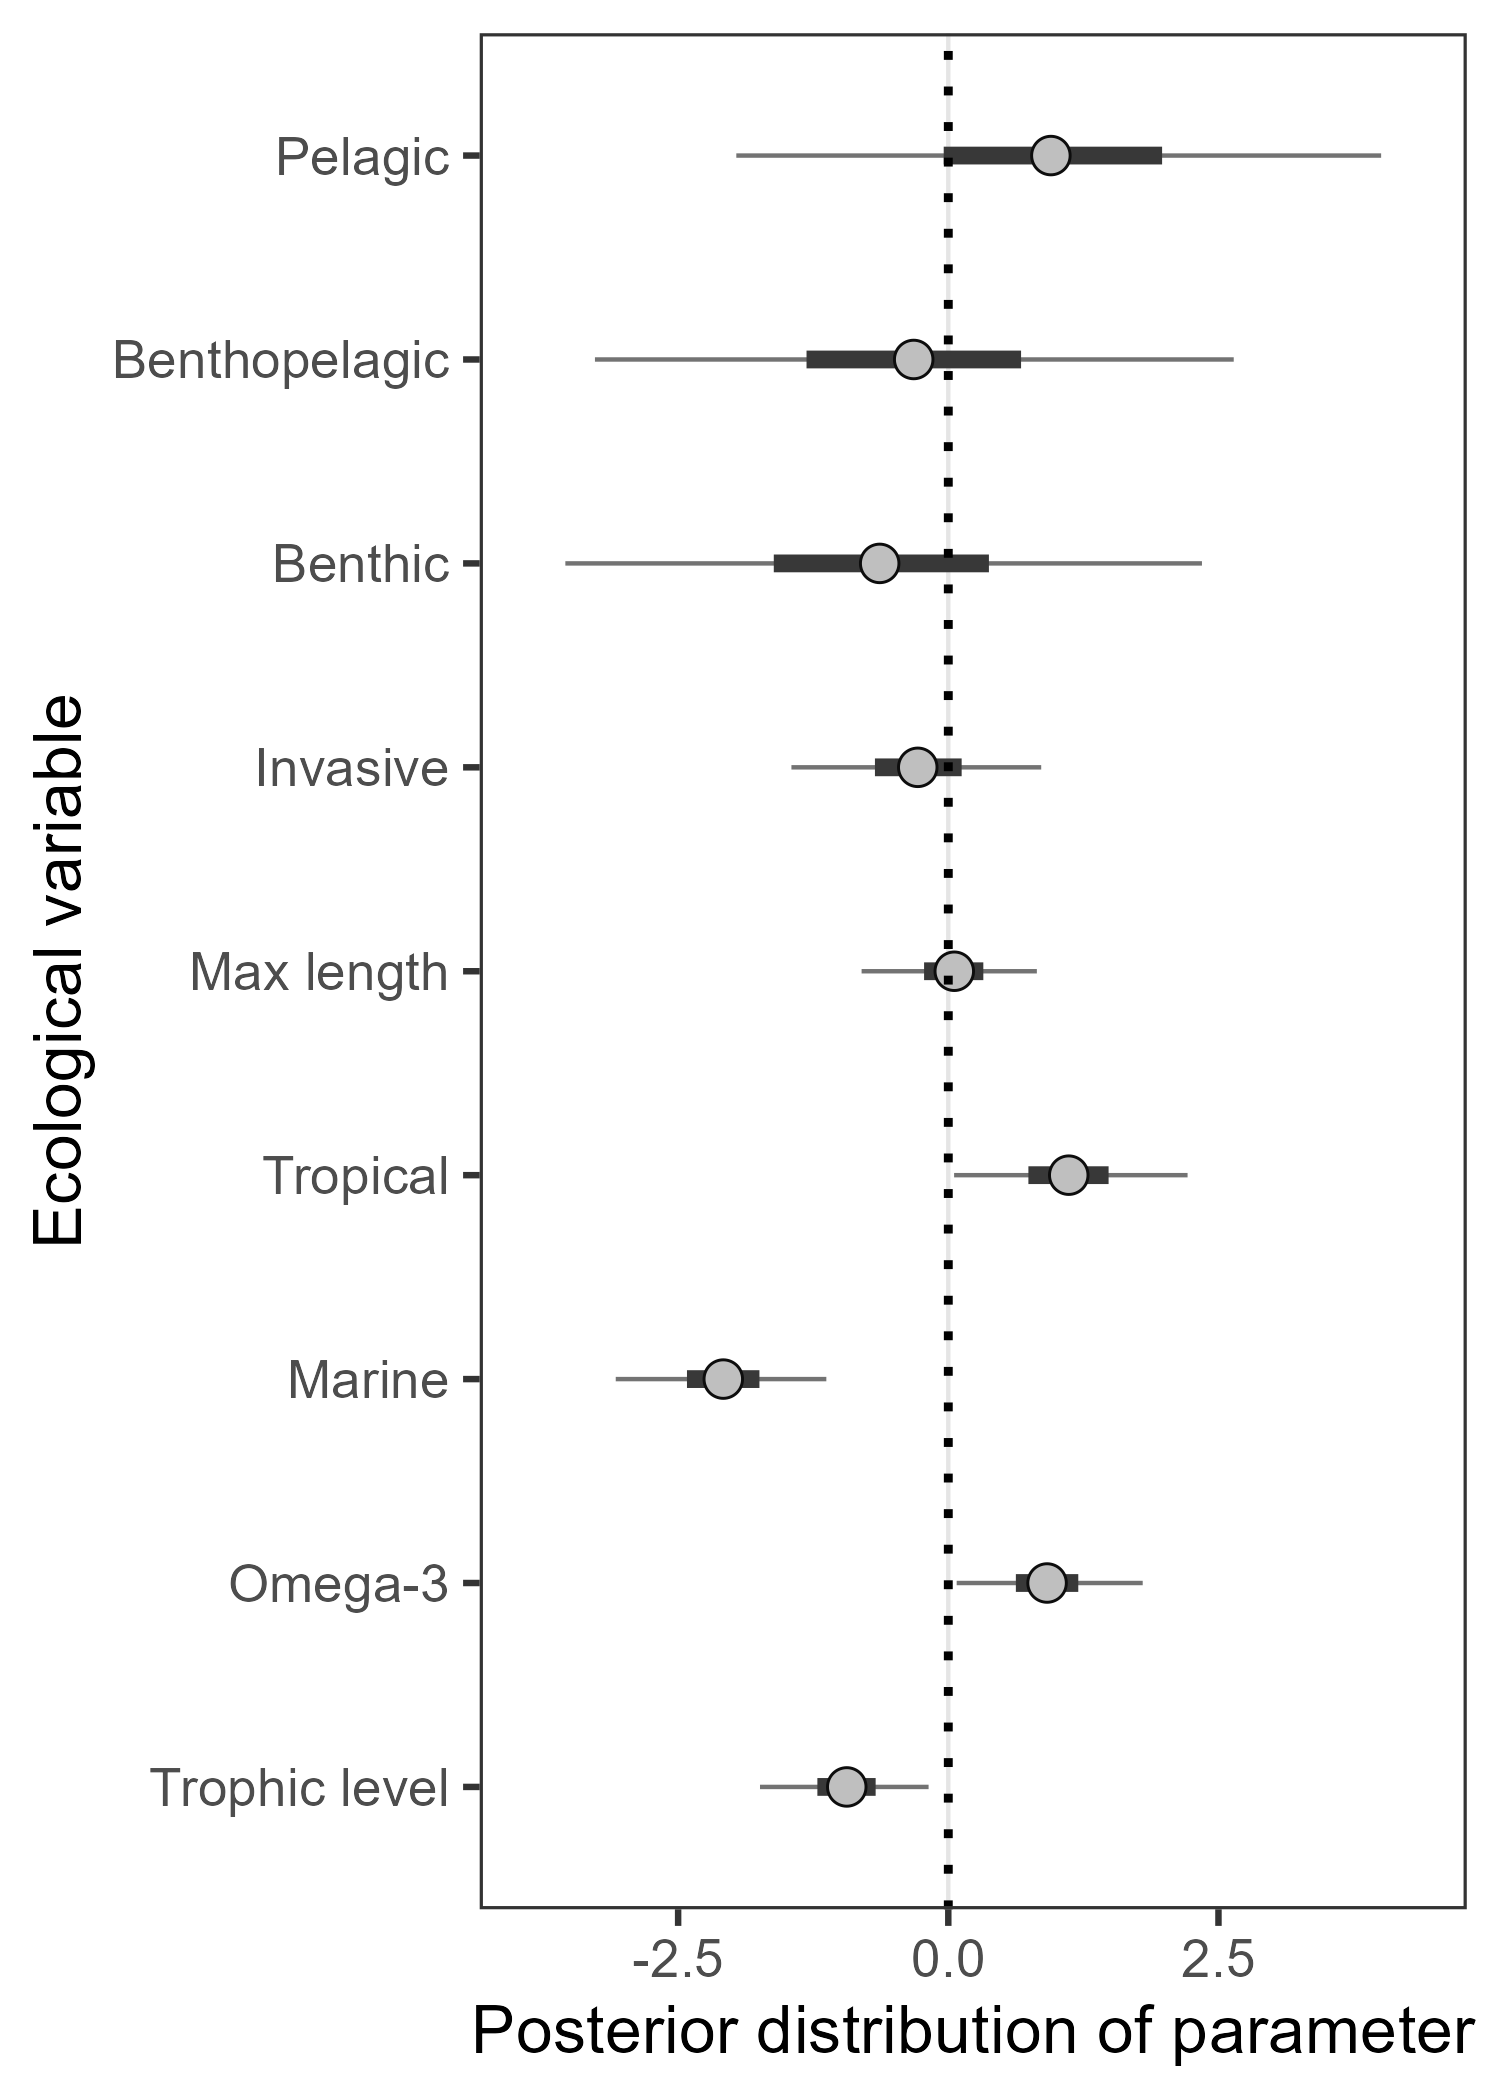 Pelagic
Benthopelagic
Benthic
Invasive
Max length
Tropical
Marine
Omega-3
Trophic level
Ecological variable
-2.5 0.0 2.5
Posterior distribution of parameter